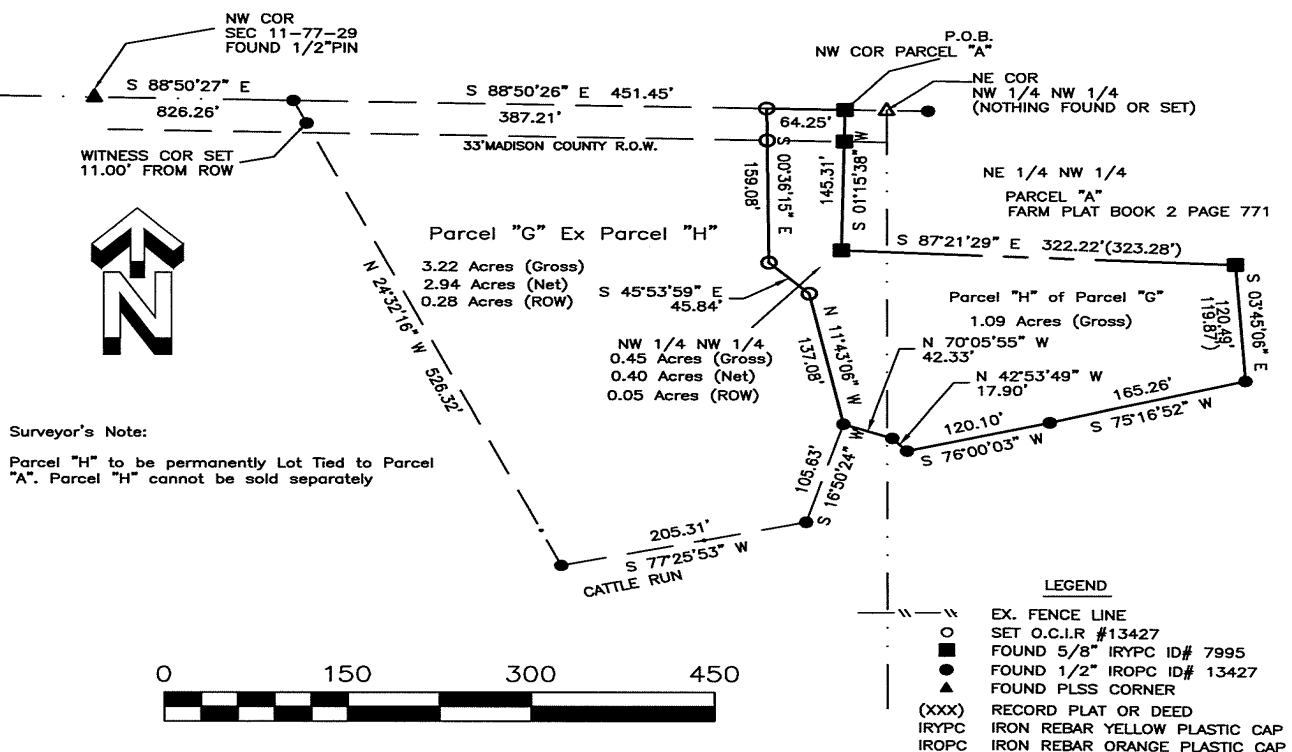 NW COR
SEC 11-77-29
FOUND 1/2"PIN
P.O.B.
NW COR PARCEL "A"
NE COR
NW 1/4 NW 1/4
(NOTHING FOUND OR SET)
S 88°50'27" E
826.26'
S 88°50'26" E 451.45'
387.21'
64.25'
33'MADISON COUNTY R.O.W.
WITNESS COR SET
11.00' FROM ROW
159.08'
S 00°36'15" E
145.31'
S 01°15'38" W
NE 1/4 NW 1/4
PARCEL "A"
FARM PLAT BOOK 2 PAGE 771
S 87°21'29" E 322.22'(323.28')
Parcel "G" Ex Parcel "H"
3.22 Acres (Gross)
2.94 Acres (Net)
0.28 Acres (ROW)
S 45°53'59" E
45.84'
N 24°32'16" W 526.32'
NW 1/4 NW 1/4
0.45 Acres (Gross)
0.40 Acres (Net)
0.05 Acres (ROW)
N 11°43'06" W
137.08'
Parcel "H" of Parcel "G"
1.09 Acres (Gross)
S 03°45'06" E
120.49'
119.87')
N 70°05'55" W
42.33'
N 42°53'49" W
17.90'
165.26'
S 75°16'52" W
120.10'
S 76°00'03" W
105.63'
S 16°50'24" W
205.31'
S 77°25'53" W
CATTLE RUN
N
Surveyor's Note:
Parcel "H" to be permanently Lot Tied to Parcel
"A". Parcel "H" cannot be sold separately
0 150 300 450
LEGEND
EX. FENCE LINE
SET O.C.I.R #13427
FOUND 5/8" IRYPC ID# 7995
FOUND 1/2" IROPC ID# 13427
FOUND PLSS CORNER
(XXX) RECORD PLAT OR DEED
IRYPC IRON REBAR YELLOW PLASTIC CAP
IROPC IRON REBAR ORANGE PLASTIC CAP